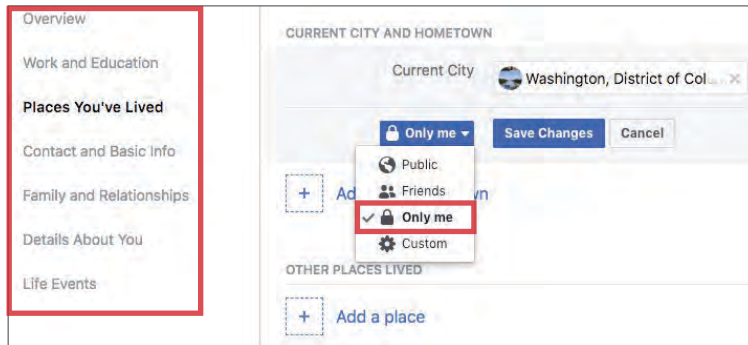 Overview
Work and Education
Places You've Lived
Contact and Basic Info
Family and Relationships
Details About You
Life Events
CURRENT CITY AND HOMETOWN
Current City
Washington, District of Col...
Only me
Save Changes
Cancel
Public
Friends
Only me
Custom
OTHER PLACES LIVED
Add a place